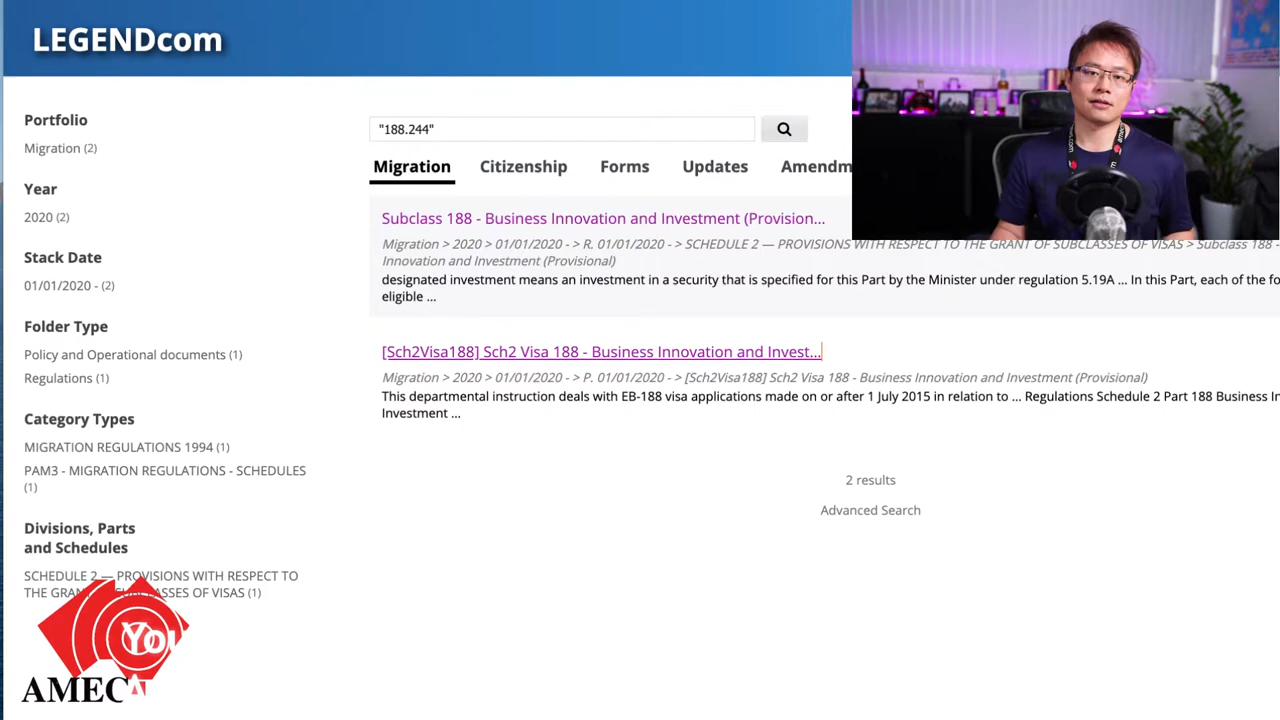 LEGENDcom
Portfolio
Migration (2)
Year
2020 (2)
Stack Date
01/01/2020 - (2)
Folder Type
Policy and Operational documents (1)
Regulations (1)
Category Types
MIGRATION REGULATIONS 1994 (1)
PAM3 - MIGRATION REGULATIONS - SCHEDULES
(1)
Divisions, Parts
and Schedules
SCHEDULE 2 — PROVISIONS WITH RESPECT TO
THE GRANT OF SUBCLASSES OF VISAS (1)
"188.244"
Migration Citizenship Forms Updates Amendm
Subclass 188 - Business Innovation and Investment (Provision...
Migration > 2020 > 01/01/2020 - > R. 01/01/2020 - > SCHEDULE 2 — PROVISIONS WITH RESPECT TO THE GRANT OF SUBCLASSES OF VISAS > Subclass 188 -
Innovation and Investment (Provisional)
designated investment means an investment in a security that is specified for this Part by the Minister under regulation 5.19A ... In this Part, each of the fo
eligible ...
[Sch2Visa188] Sch2 Visa 188 - Business Innovation and Invest...
Migration > 2020 > 01/01/2020 - > P. 01/01/2020 - > [Sch2Visa188] Sch2 Visa 188 - Business Innovation and Investment (Provisional)
This departmental instruction deals with EB-188 visa applications made on or after 1 July 2015 in relation to ... Regulations Schedule 2 Part 188 Business In
Investment ...
2 results
Advanced Search
You
AMEC